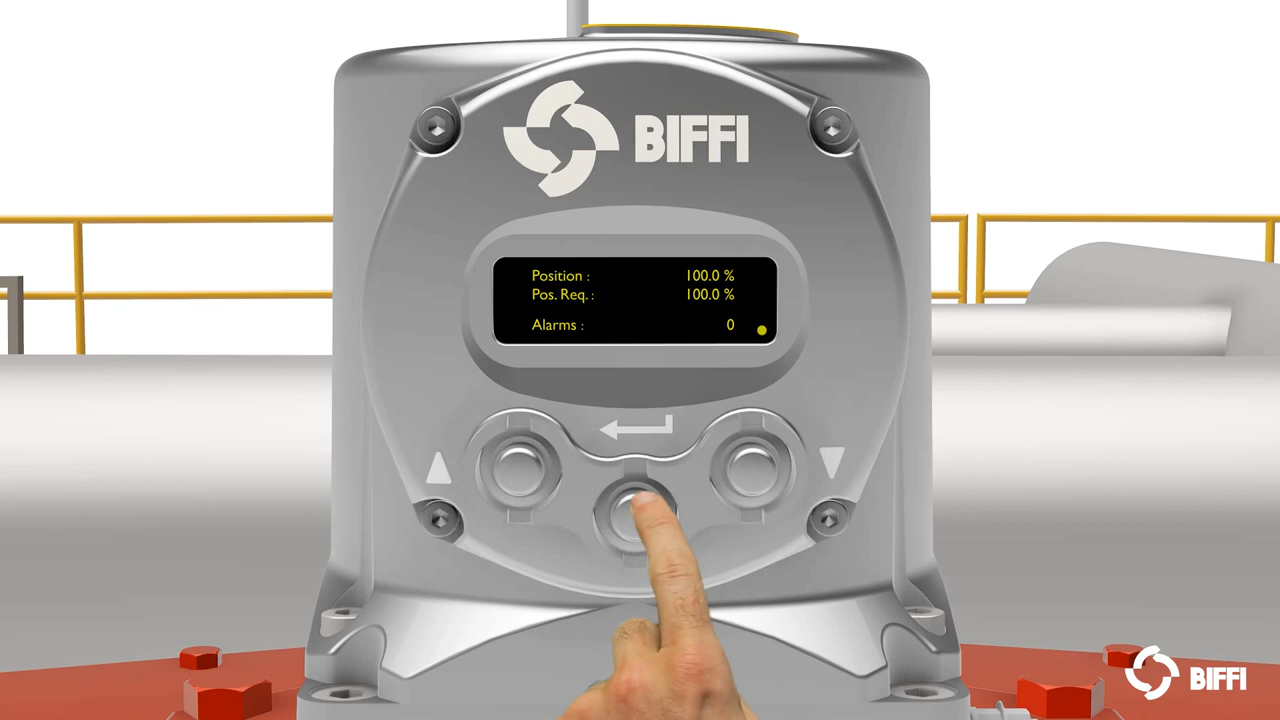 BIFFI
Position : 100.0 %
Pos. Req. : 100.0 %
Alarms : 0
BIFFI